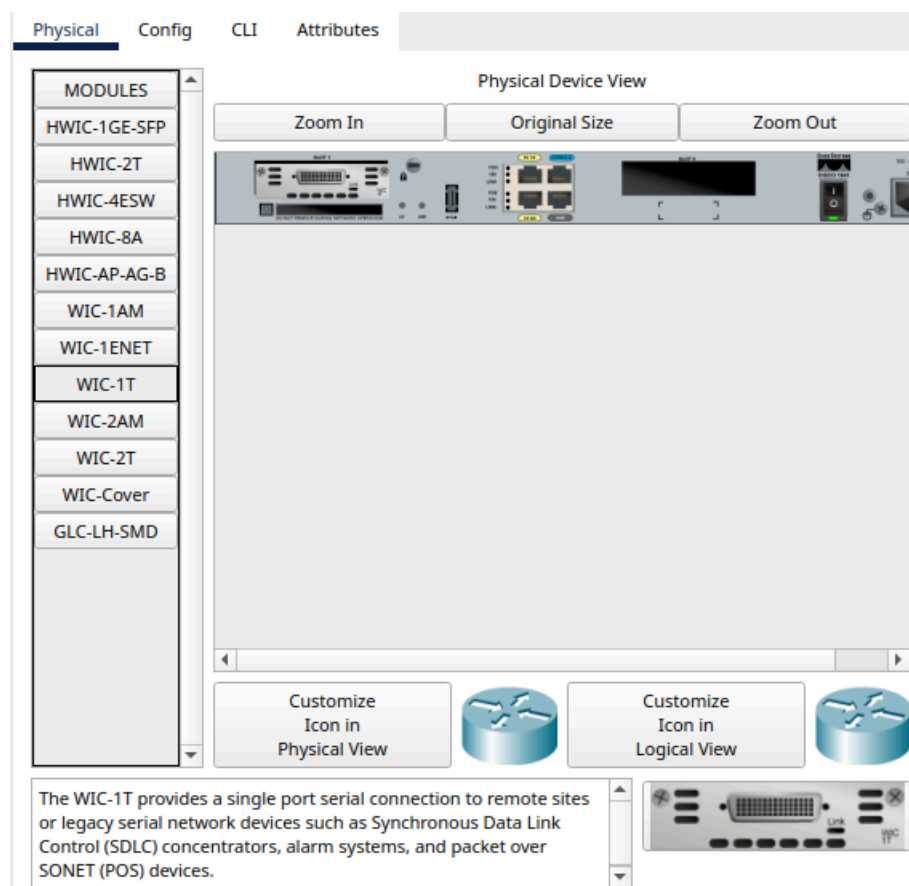 Physical Config CLI Attributes
MODULES
HWIC-1GE-SFP
HWIC-2T
HWIC-4ESW
HWIC-8A
HWIC-AP-AG-B
WIC-1AM
WIC-1ENET
WIC-1T
WIC-2AM
WIC-2T
WIC-Cover
GLC-LH-SMD
Physical Device View
Zoom In Original Size Zoom Out
Customize
Icon in
Physical View
Customize
Icon in
Logical View
The WIC-1T provides a single port serial connection to remote sites
or legacy serial network devices such as Synchronous Data Link
Control (SDLC) concentrators, alarm systems, and packet over
SONET (POS) devices.
Link
WIC
1T